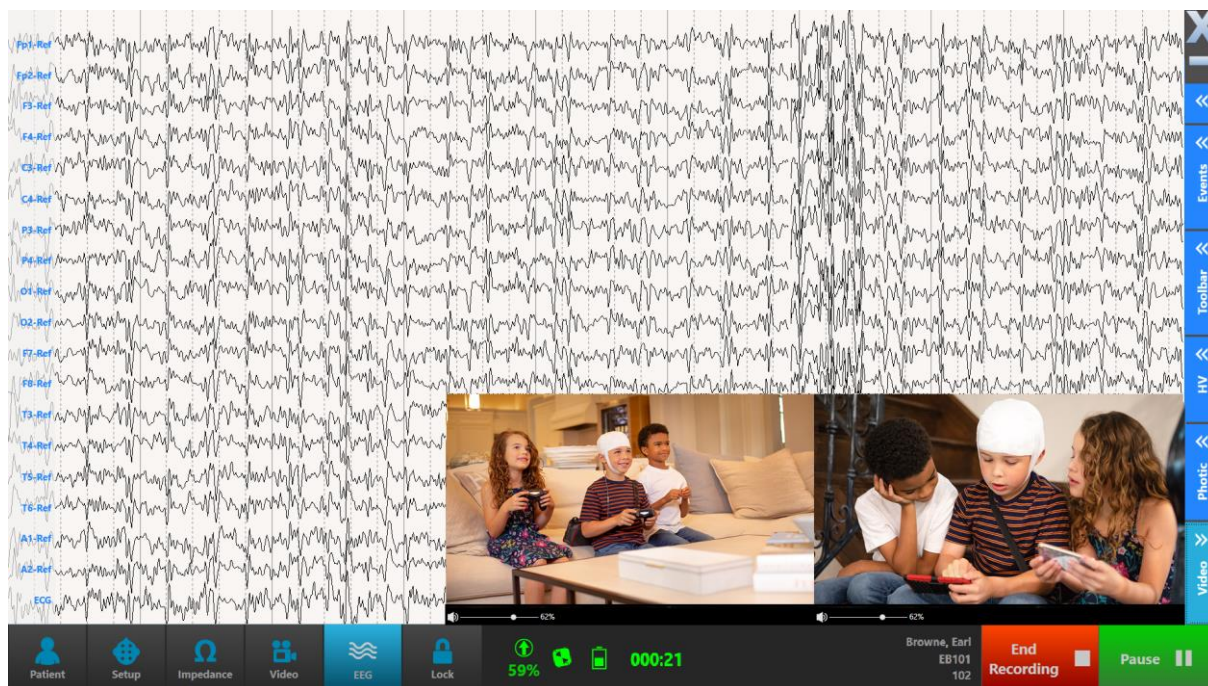 Fp1-Ref
Fp2-Ref
F3-Ref
F4-Ref
C3-Ref
C4-Ref
P3-Ref
P4-Ref
O1-Ref
O2-Ref
F7-Ref
F8-Ref
T3-Ref
T4-Ref
T5-Ref
T6-Ref
A1-Ref
A2-Ref
ECG
62%
62%
X
Events
Toolbar
HV
Photic
Video
Patient
Setup
Ω
Impedance
Video
EEG
Lock
59%
000:21
Browne, Earl
EB101
102
End
Recording
Pause